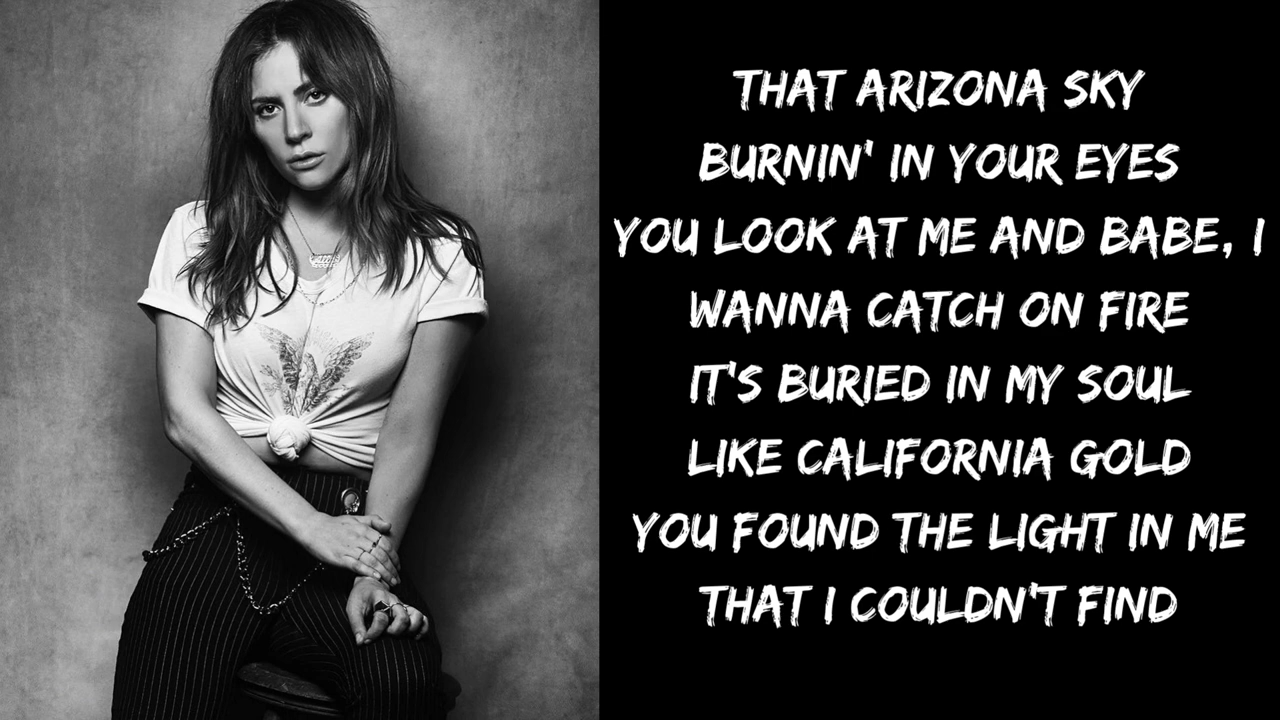 THAT ARIZONA SKY
BURNIN' IN YOUR EYES
YOU LOOK AT ME AND BABE, I
WANNA CATCH ON FIRE
IT'S BURIED IN MY SOUL
LIKE CALIFORNIA GOLD
YOU FOUND THE LIGHT IN ME
THAT I COULDN'T FIND